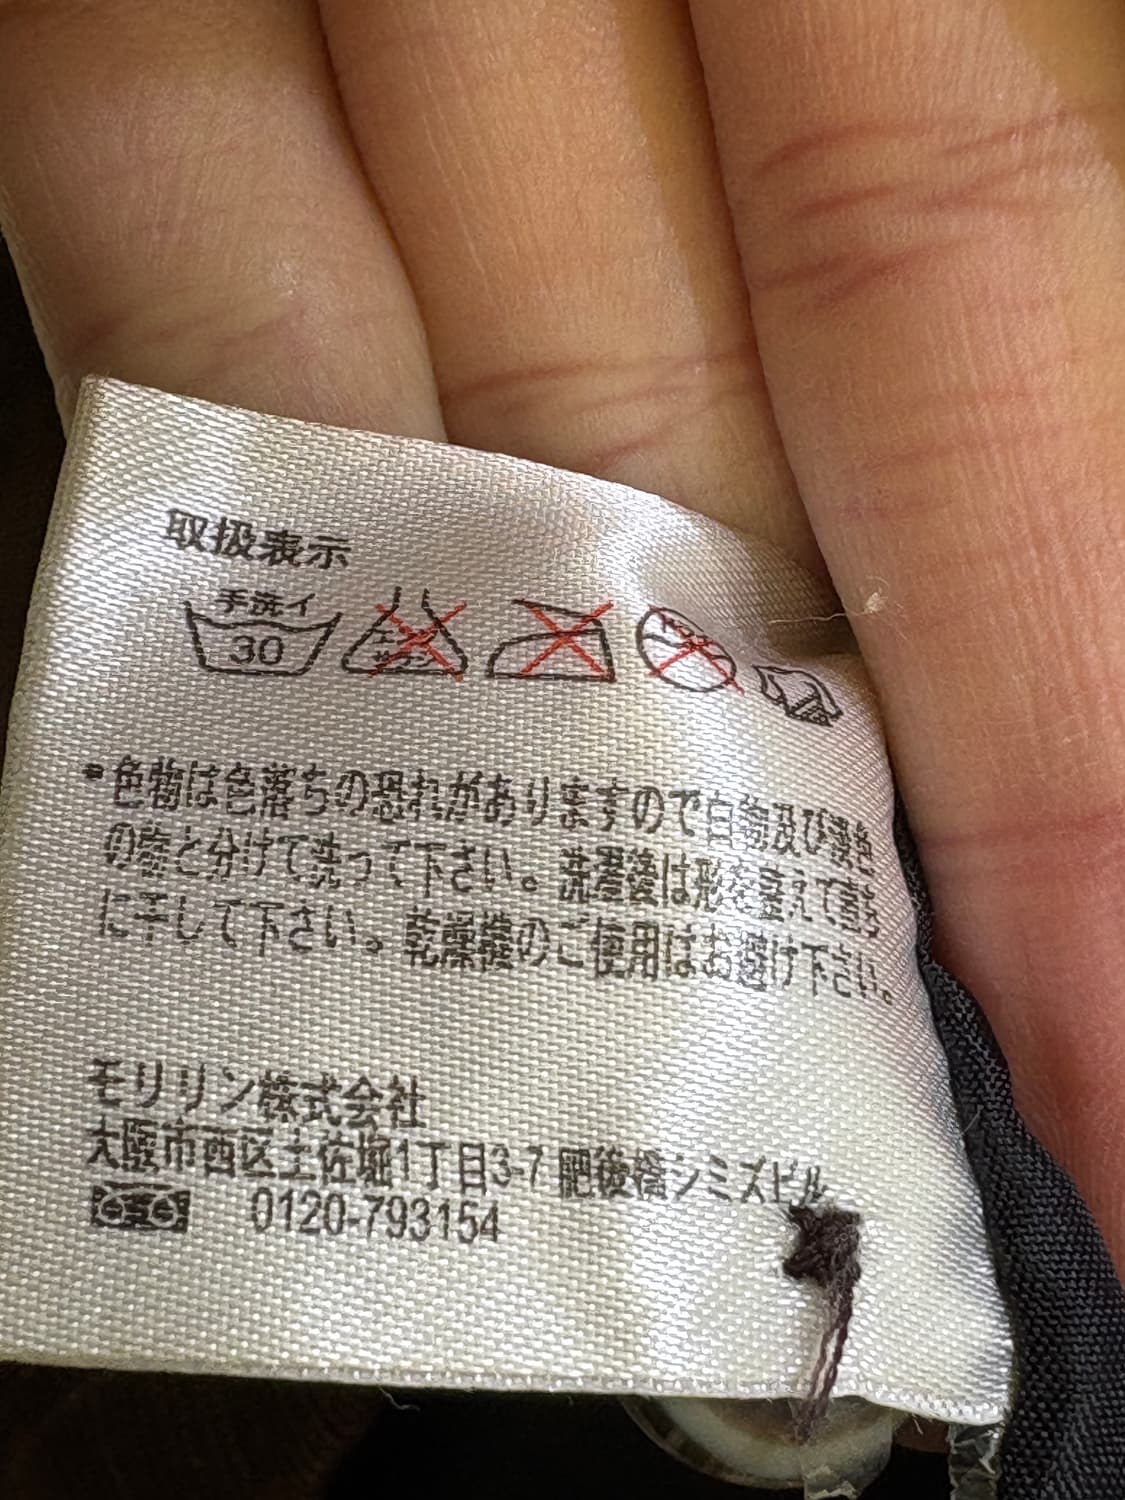 取扱表示
手洗イ
30
エンソ
サラシ
ドライ
•色物は色落ちの恐れがありますので白物及び淡色
の物と分けて洗って下さい。洗濯後は形を整えて直ち
に干して下さい。乾燥機のご使用はお避け下さい。
モリリン株式会社
大阪市西区土佐堀1丁目3-7 肥後橋シミズビル
0120-793154